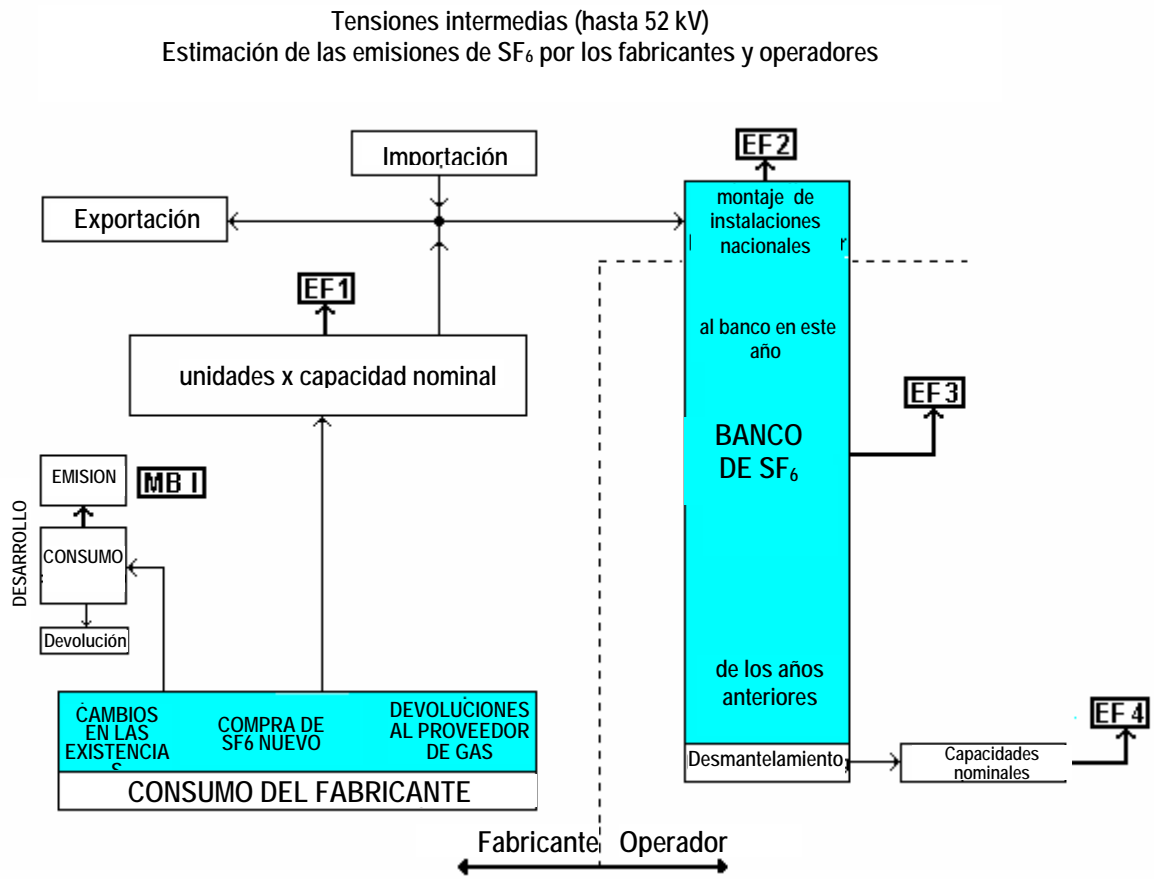 Tensiones intermedias (hasta 52 kV)
Estimación de las emisiones de SF₆ por los fabricantes y operadores
Importación
EF2
Exportación
montaje de
instalaciones
nacionales
EF1
al banco en este
año
unidades x capacidad nominal
EF3
BANCO
DE SF₆
EMISION
MB I
DESARROLLO
CONSUMO
Devolución
de los años
anteriores
CAMBIOS
EN LAS
EXISTENCIA
S
COMPRA DE
SF6 NUEVO
DEVOLUCIONES
AL PROVEEDOR
DE GAS
EF4
Desmantelamiento
Capacidades
nominales
CONSUMO DEL FABRICANTE
Fabricante Operador